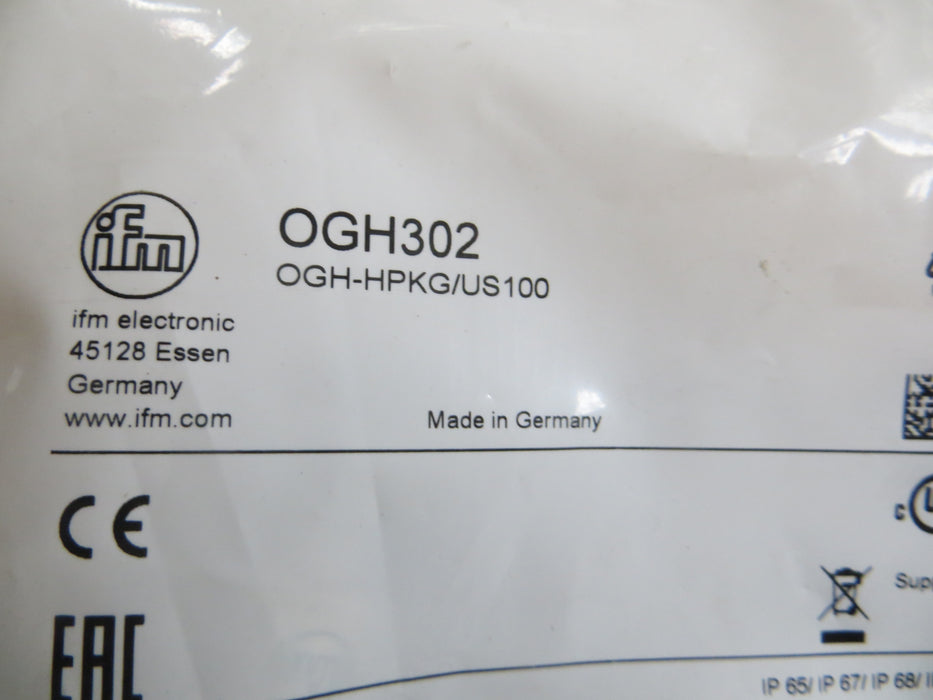 ifm
OGH302
OGH-HPKG/US100
ifm electronic
45128 Essen
Germany
www.ifm.com
Made in Germany
CE
EAC
IP 65/ IP 67/ IP 68/